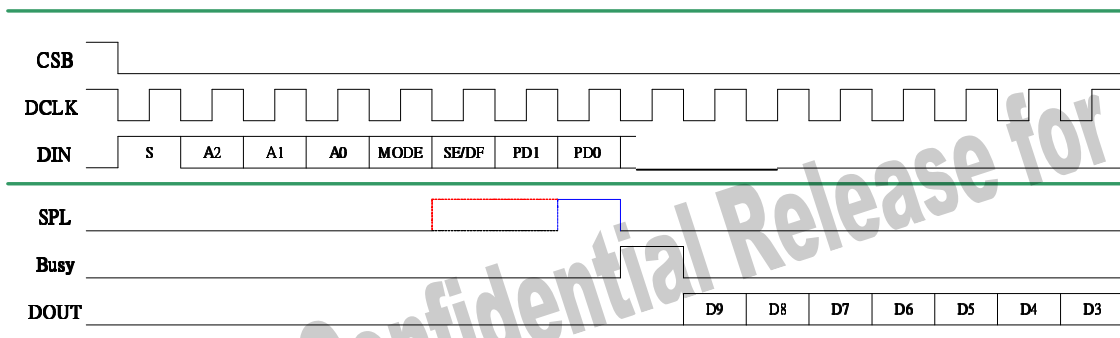 CSB
DCLK
DIN S A2 A1 A0 MODE SE/DF PD1 PD0
SPL
Busy
DOUT D9 D8 D7 D6 D5 D4 D3
Confidential Release for